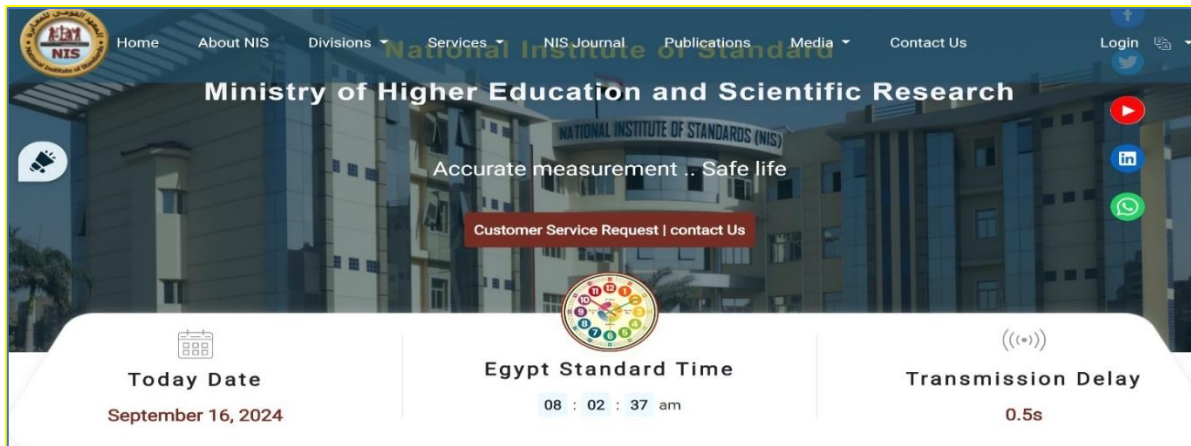 Home About NIS Divisions Services NIS Journal Publications Media Contact Us Login
National Institute of Standard
Ministry of Higher Education and Scientific Research
NATIONAL INSTITUTE OF STANDARDS (NIS)
Accurate measurement .. Safe life
Customer Service Request | contact Us
Today Date
September 16, 2024
Egypt Standard Time
08 : 02 : 37 am
Transmission Delay
0.5s
NIS